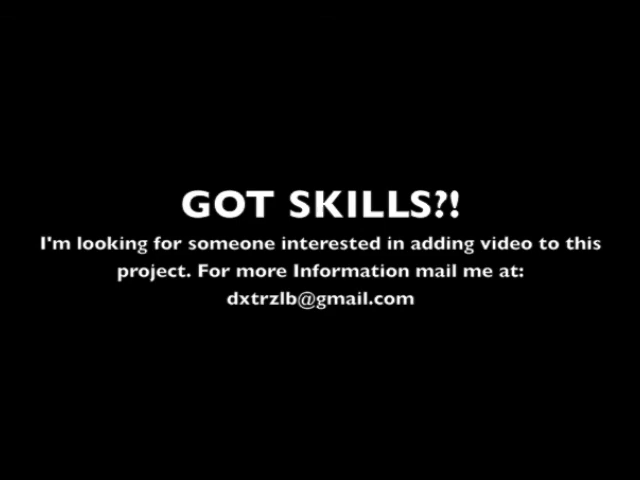 GOT SKILLS?!
I'm looking for someone interested in adding video to this
project. For more Information mail me at:
dxtrzlb@gmail.com